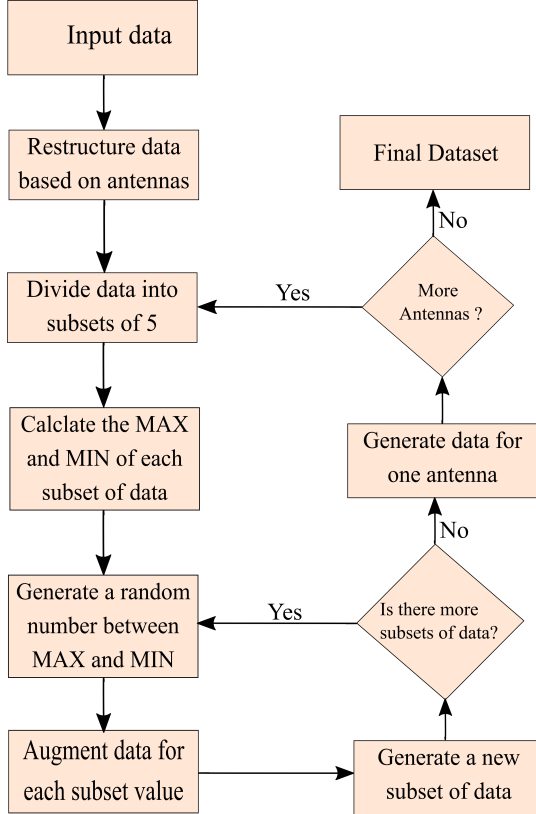 Input data
Restructure data
based on antennas
Divide data into
subsets of 5
Calclate the MAX
and MIN of each
subset of data
Generate a random
number between
MAX and MIN
Augment data for
each subset value
Generate a new
subset of data
Is there more
subsets of data?
Yes
No
Generate data for
one antenna
More
Antennas ?
Yes
No
Final Dataset